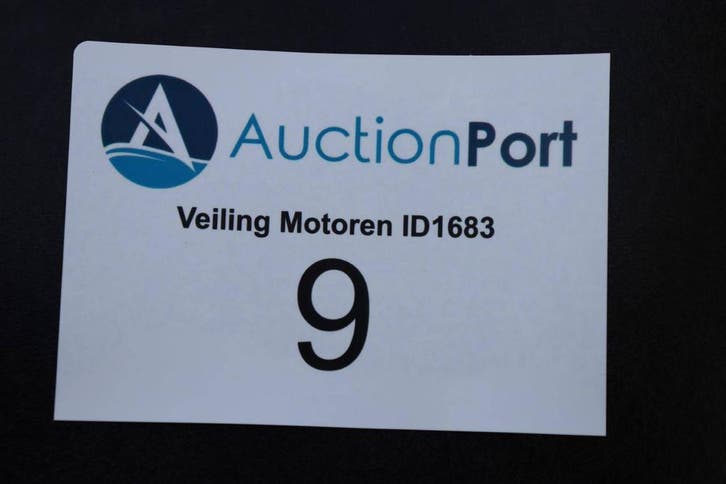 AuctionPort
Veiling Motoren ID1683
9